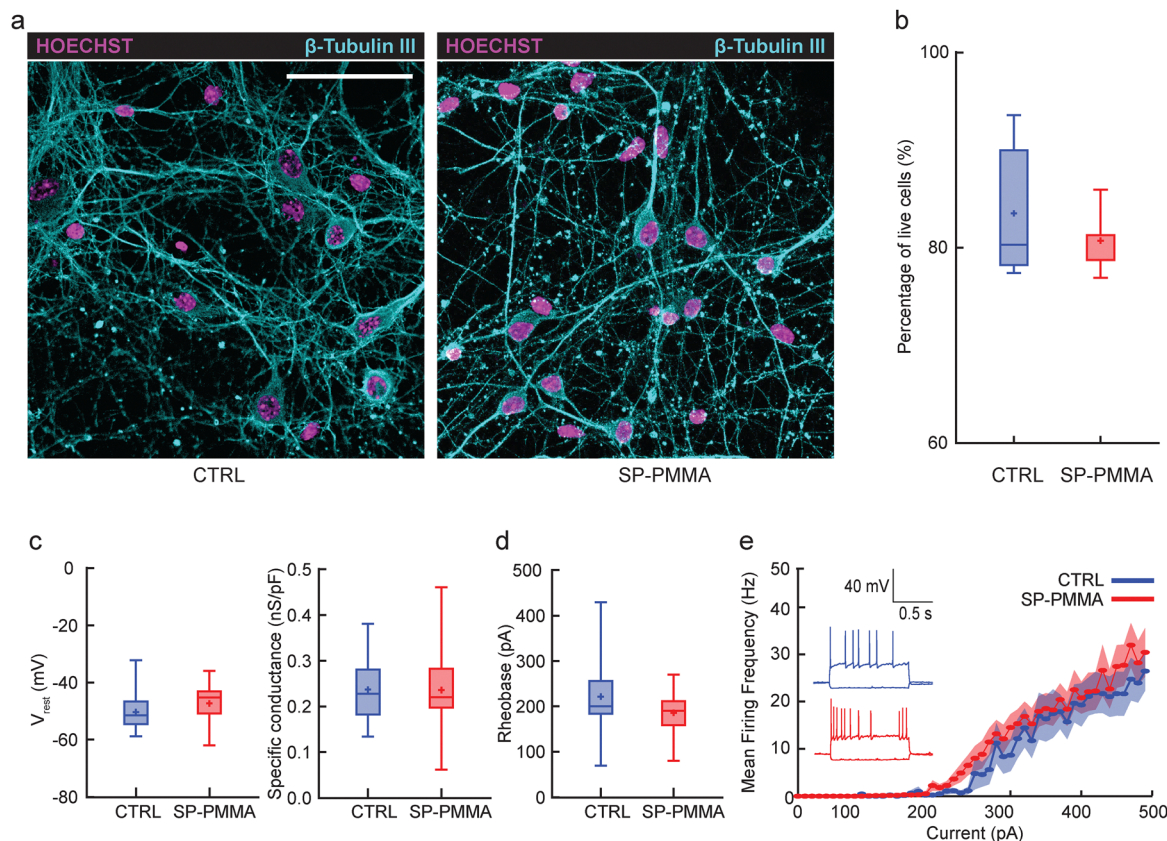 a
HOECHST β-Tubulin III
HOECHST β-Tubulin III
CTRL
SP-PMMA
b
100
80
60
Percentage of live cells (%)
CTRL SP-PMMA
c
0
-20
-40
-60
-80
Vrest (mV)
CTRL SP-PMMA
0.5
0.4
0.3
0.2
0.1
0.0
Specific conductance (nS/pF)
CTRL SP-PMMA
d
500
400
300
200
100
0
Rheobase (pA)
CTRL SP-PMMA
e
50
40
30
20
10
0
Mean Firing Frequency (Hz)
40 mV
0.5 s
CTRL
SP-PMMA
0 100 200 300 400 500
Current (pA)